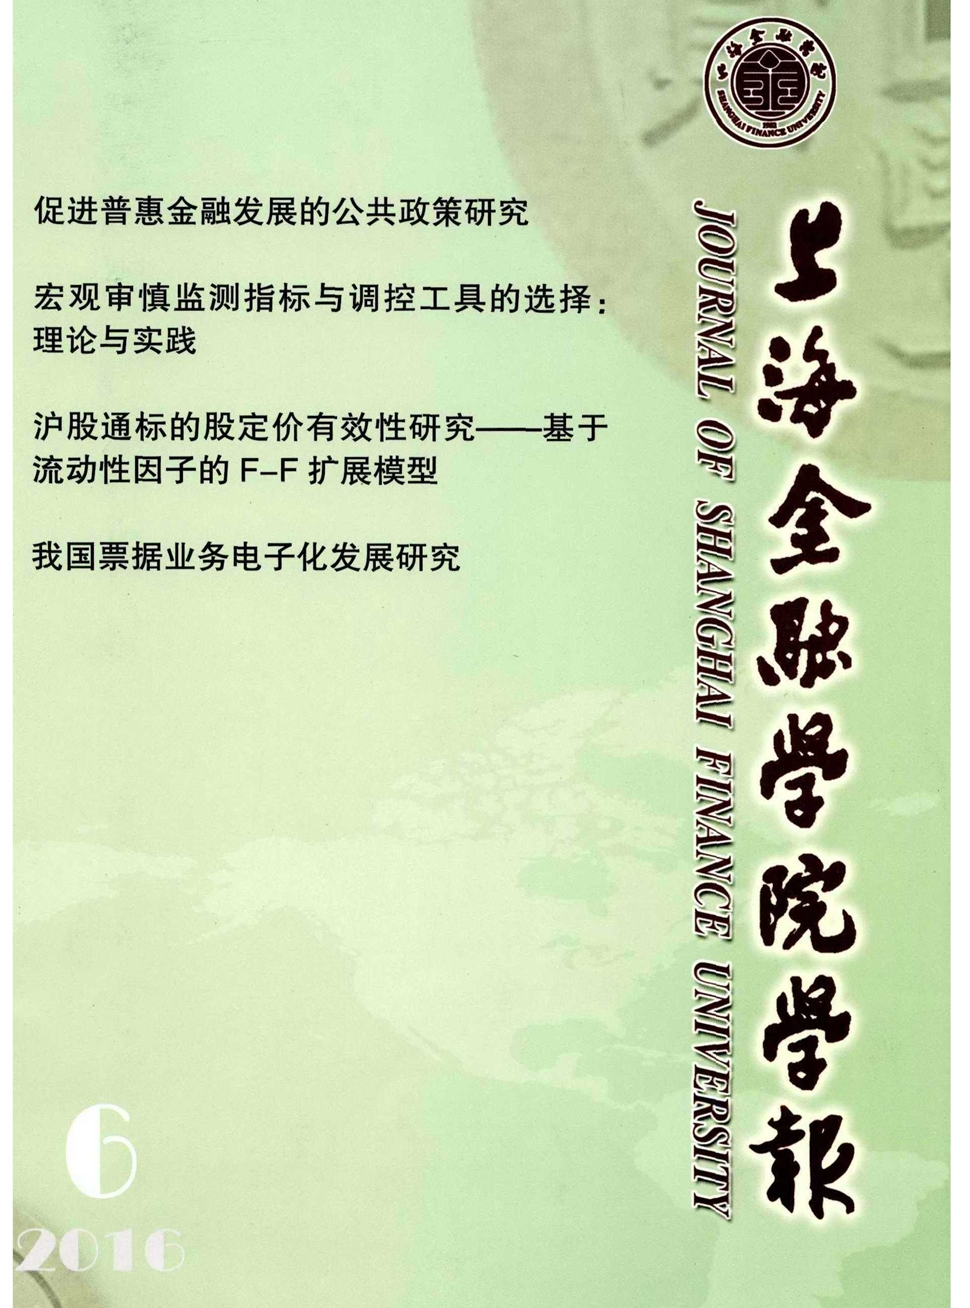 上海金融学院
SHANGHAI FINANCE UNIVERSITY
1952
上海金融学院学报
JOURNAL OF SHANGHAI FINANCE UNIVERSITY
促进普惠金融发展的公共政策研究
宏观审慎监测指标与调控工具的选择：
理论与实践
沪股通标的股定价有效性研究——基于
流动性因子的 F-F 扩展模型
我国票据业务电子化发展研究
6
2016